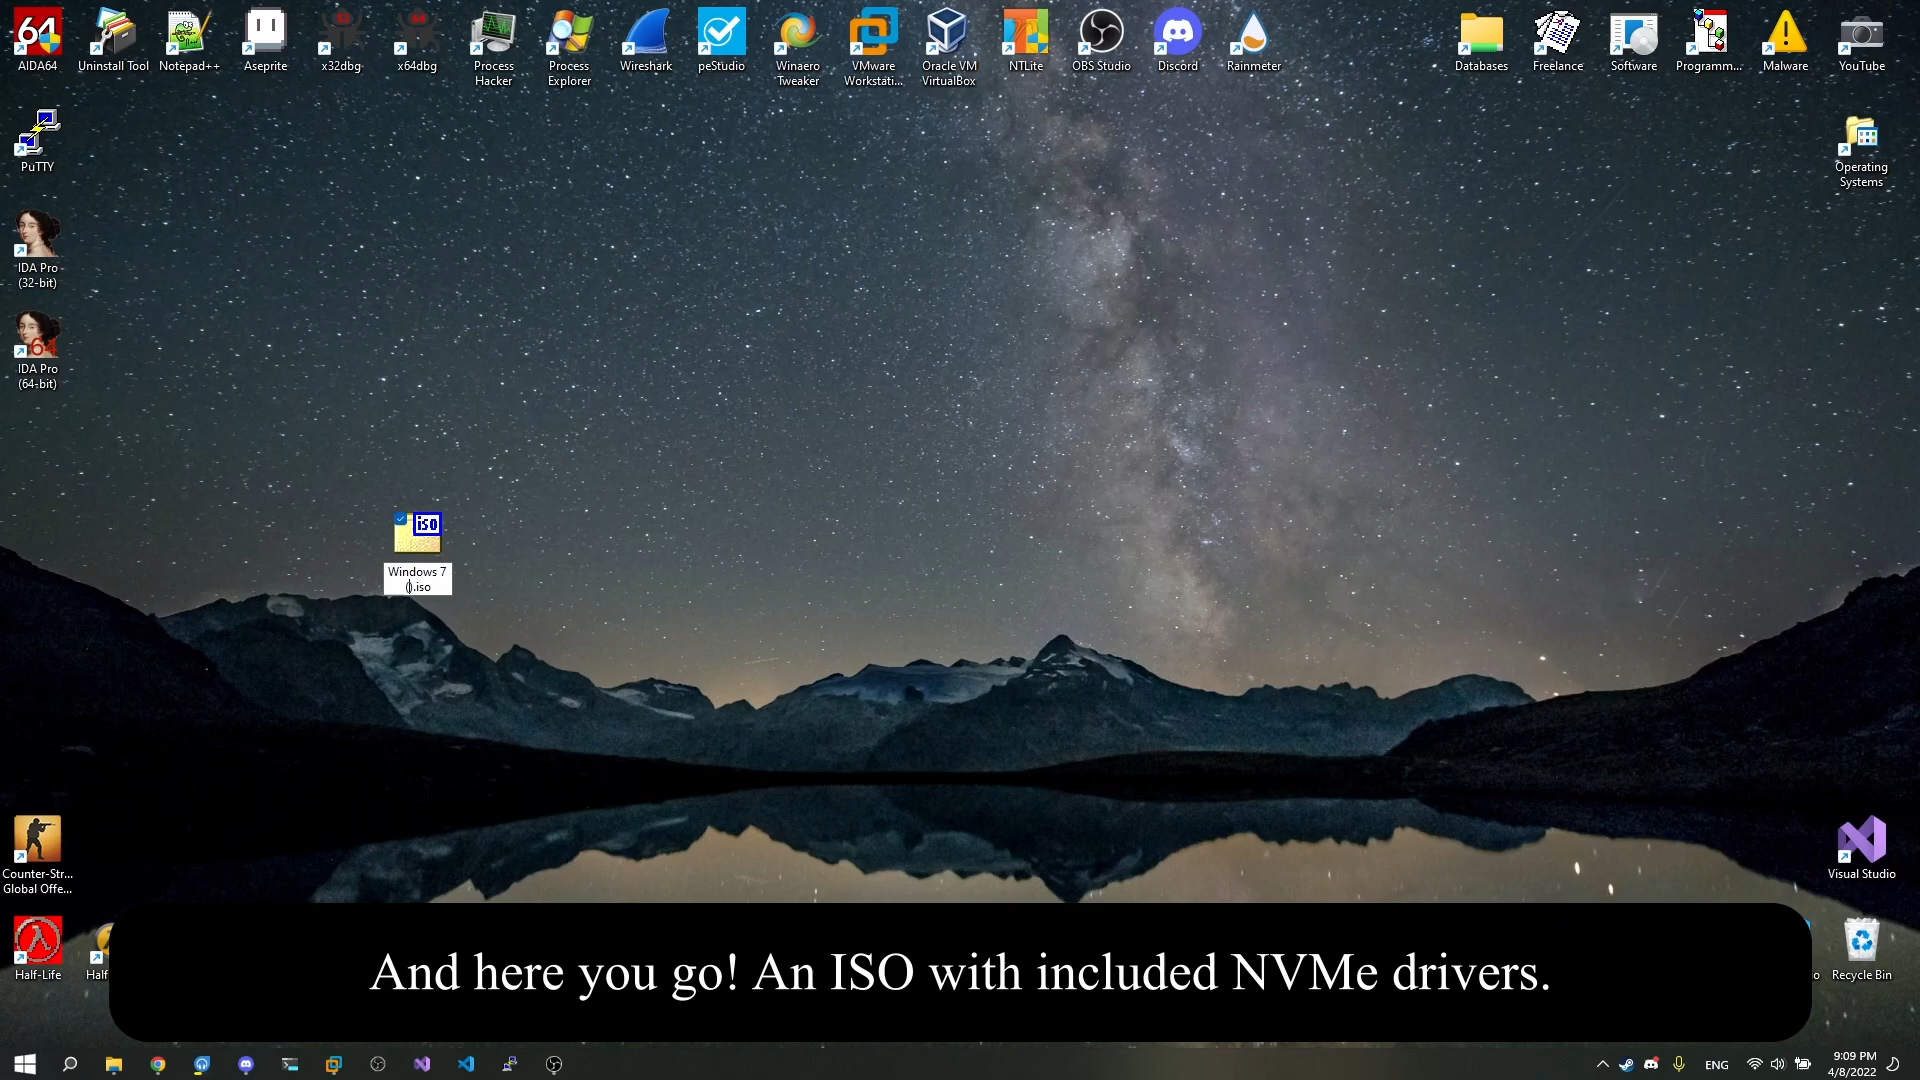 64
AIDA64
Uninstall Tool
Notepad++
Aseprite
x32dbg
x64dbg
Process
Hacker
Process
Explorer
Wireshark
peStudio
Winaero
Tweaker
VMware
Workstati...
Oracle VM
VirtualBox
NTLite
OBS Studio
Discord
Rainmeter
Databases
Freelance
Software
Programm...
Malware
YouTube
PuTTY
Operating
Systems
IDA Pro
(32-bit)
64
IDA Pro
(64-bit)
iso
Windows 7
().iso
Counter-Str...
Global Offe...
Visual Studio
Half-Life
Half
o
Recycle Bin
And here you go! An ISO with included NVMe drivers.
ENG
9:09 PM
4/8/2022